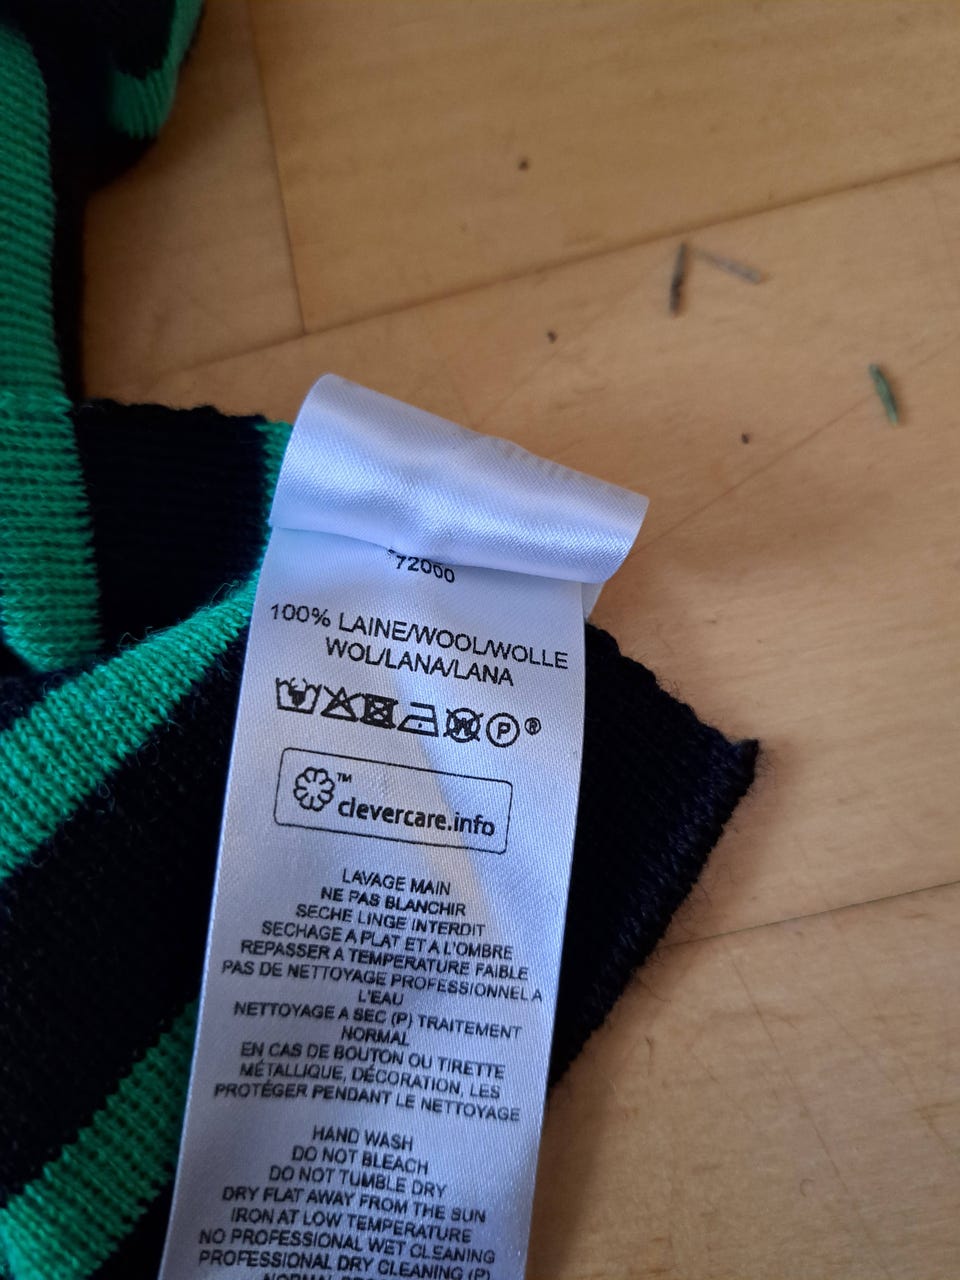 72000
100% LAINE/WOOL/WOLLE
WOL/LANA/LANA
W P ®
™
clevercare.info
LAVAGE MAIN
NE PAS BLANCHIR
SECHE LINGE INTERDIT
SECHAGE A PLAT ET A L'OMBRE
REPASSER A TEMPERATURE FAIBLE
PAS DE NETTOYAGE PROFESSIONNEL A
L'EAU
NETTOYAGE A SEC (P) TRAITEMENT
NORMAL
EN CAS DE BOUTON OU TIRETTE
MÉTALLIQUE, DÉCORATION, LES
PROTÉGER PENDANT LE NETTOYAGE
HAND WASH
DO NOT BLEACH
DO NOT TUMBLE DRY
DRY FLAT AWAY FROM THE SUN
IRON AT LOW TEMPERATURE
NO PROFESSIONAL WET CLEANING
PROFESSIONAL DRY CLEANING (P)